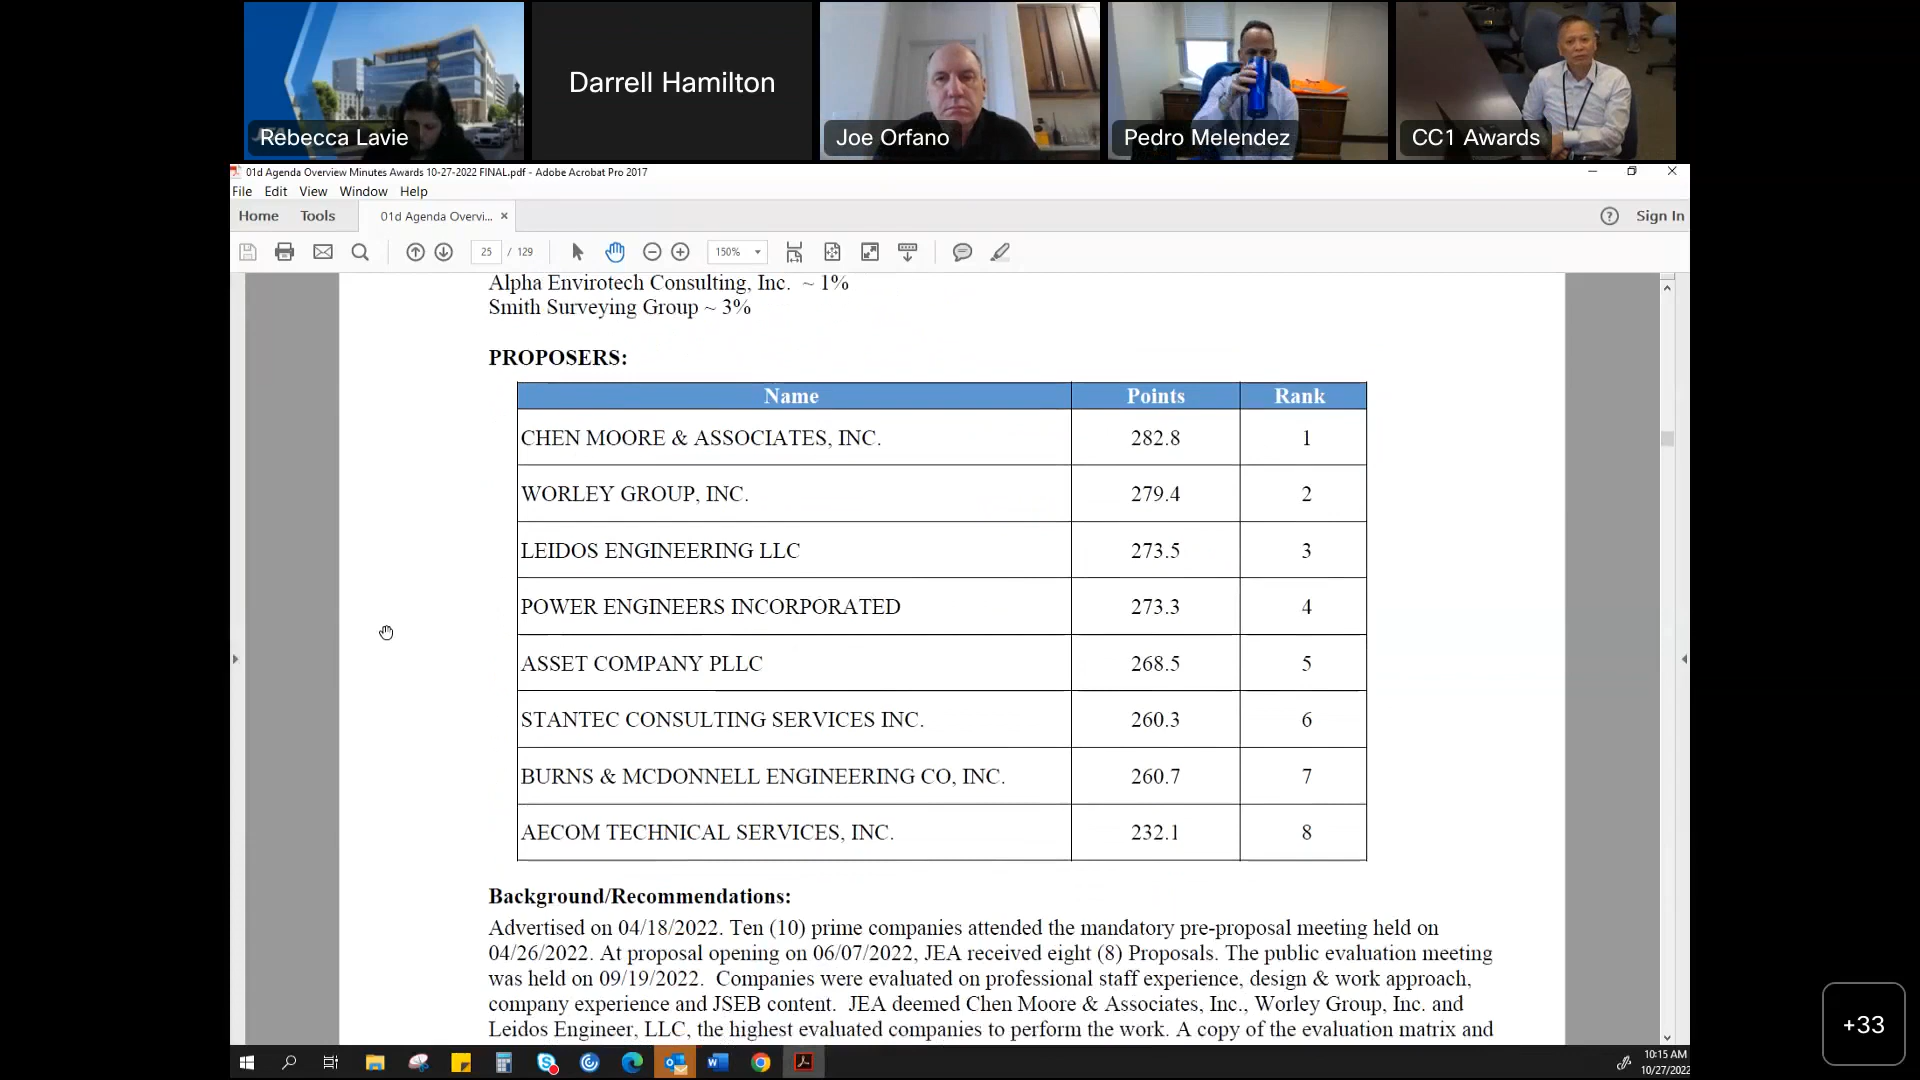 Rebecca Lavie
Darrell Hamilton
Joe Orfano
Pedro Melendez
CC1 Awards
01d Agenda Overview Minutes Awards 10-27-2022 FINAL.pdf - Adobe Acrobat Pro 2017
File Edit View Window Help
Home Tools 01d Agenda Overvi... × Sign In
25 / 129 150%
Alpha Envirotech Consulting, Inc. ~ 1%
Smith Surveying Group ~ 3%
PROPOSERS:
Name Points Rank
CHEN MOORE & ASSOCIATES, INC. 282.8 1
WORLEY GROUP, INC. 279.4 2
LEIDOS ENGINEERING LLC 273.5 3
POWER ENGINEERS INCORPORATED 273.3 4
ASSET COMPANY PLLC 268.5 5
STANTEC CONSULTING SERVICES INC. 260.3 6
BURNS & MCDONNELL ENGINEERING CO, INC. 260.7 7
AECOM TECHNICAL SERVICES, INC. 232.1 8
Background/Recommendations:
Advertised on 04/18/2022. Ten (10) prime companies attended the mandatory pre-proposal meeting held on
04/26/2022. At proposal opening on 06/07/2022, JEA received eight (8) Proposals. The public evaluation meeting
was held on 09/19/2022. Companies were evaluated on professional staff experience, design & work approach,
company experience and JSEB content. JEA deemed Chen Moore & Associates, Inc., Worley Group, Inc. and
Leidos Engineer, LLC, the highest evaluated companies to perform the work. A copy of the evaluation matrix and
+33
10:15 AM
10/27/2022